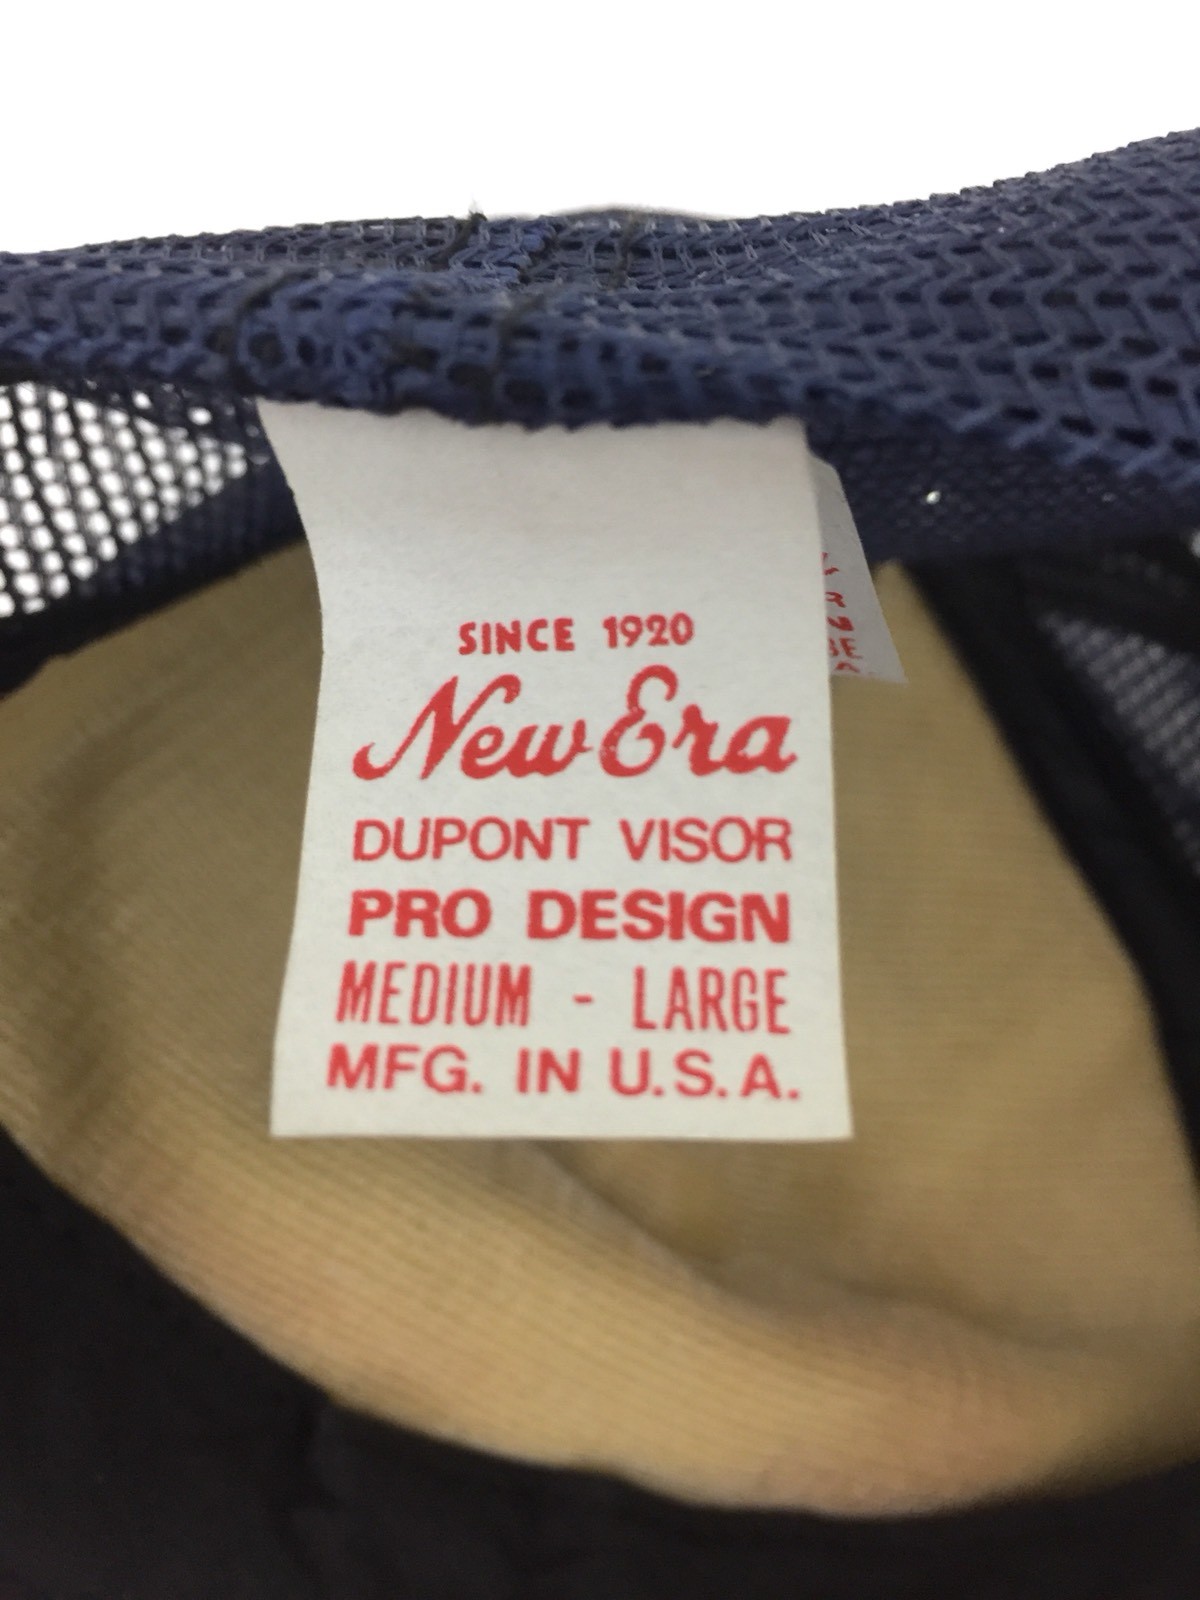 SINCE 1920
New Era
DUPONT VISOR
PRO DESIGN
MEDIUM - LARGE
MFG. IN U.S.A.